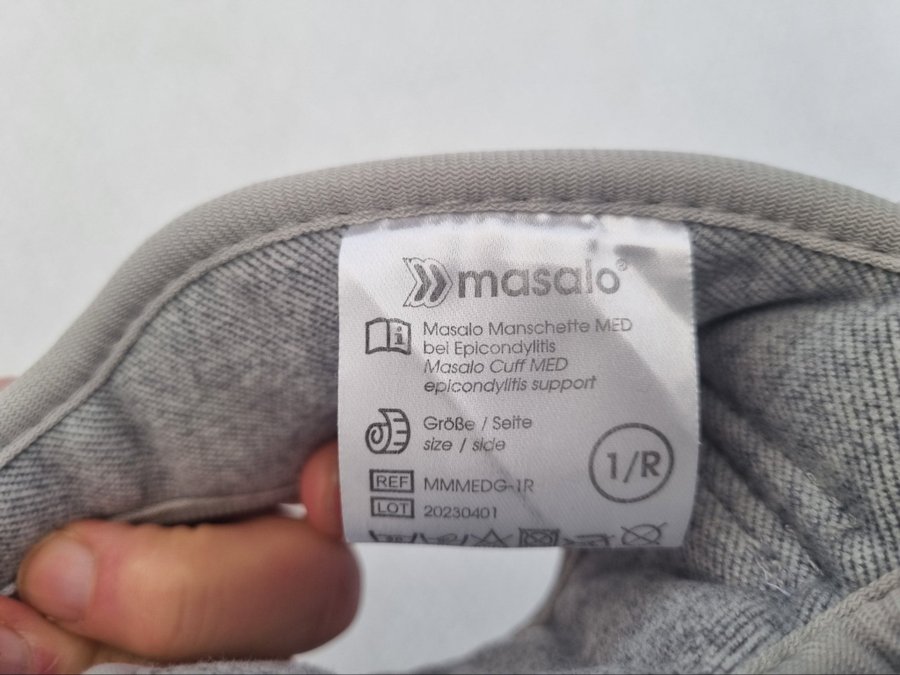 masalo®
Masalo Manschette MED
bei Epicondylitis
Masalo Cuff MED
epicondylitis support
Größe / Seite
size / side
1/R
REF MMMEDG-1R
LOT 20230401